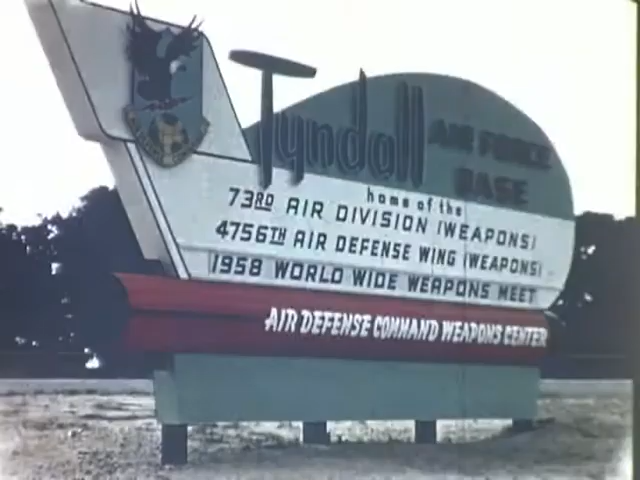 Tyndall AIR FORCE BASE
home of the
73RD AIR DIVISION (WEAPONS)
4756TH AIR DEFENSE WING (WEAPONS)
1958 WORLD WIDE WEAPONS MEET
AIR DEFENSE COMMAND WEAPONS CENTER